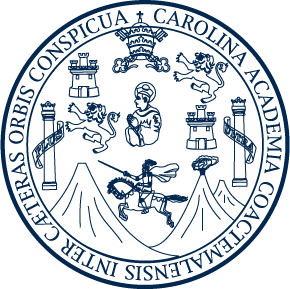 CAROLINA ACADEMIA COACTEMALENSIS INTER CÆTERAS ORBIS CONSPICUA